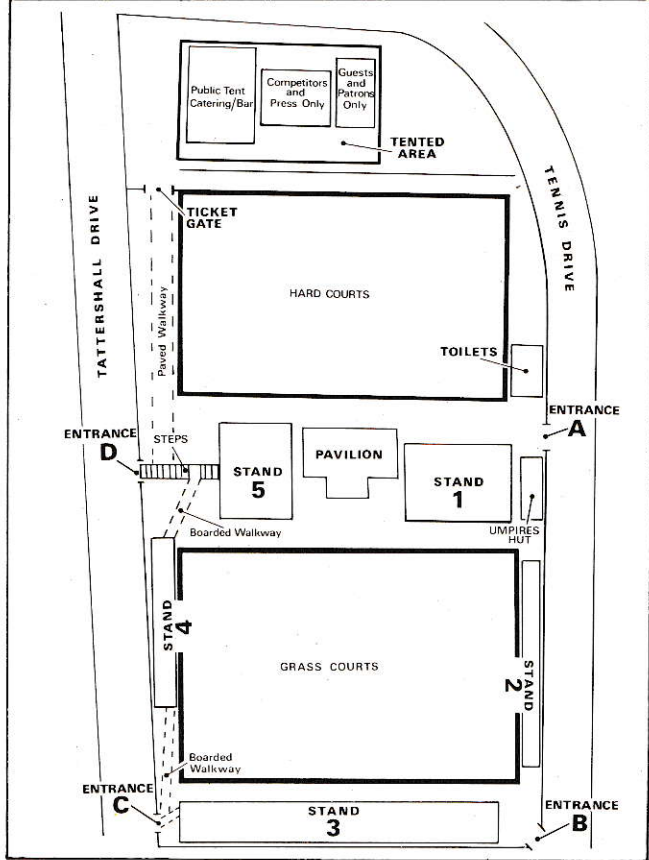 Public Tent
Catering/Bar
Competitors
and
Press Only
Guests
and
Patrons
Only
TENTED
AREA
TICKET
GATE
TATTERSHALL DRIVE
TENNIS DRIVE
Paved Walkway
HARD COURTS
TOILETS
ENTRANCE
A
ENTRANCE
D
STEPS
STAND
5
PAVILION
STAND
1
UMPIRES
HUT
Boarded Walkway
STAND
4
GRASS COURTS
STAND
2
Boarded
Walkway
ENTRANCE
C
STAND
3
ENTRANCE
B